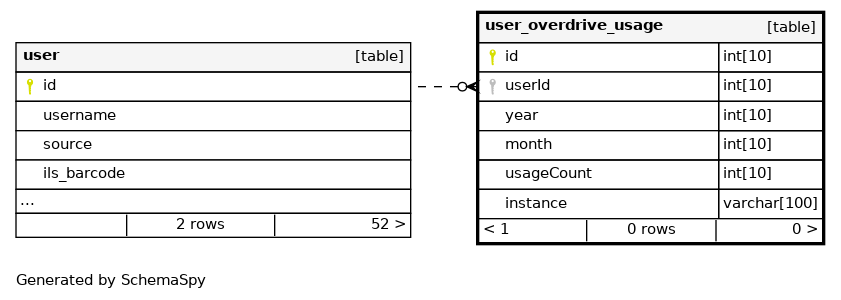 user [table]
id
username
source
ils_barcode
...
2 rows 52 >
user_overdrive_usage [table]
id int[10]
userId int[10]
year int[10]
month int[10]
usageCount int[10]
instance varchar[100]
< 1 0 rows 0 >
Generated by SchemaSpy